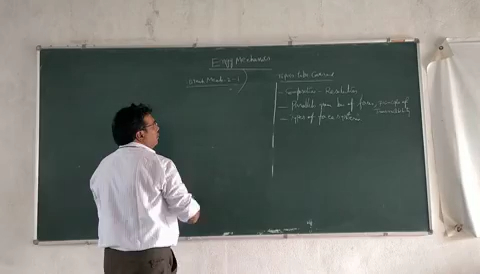 Engg Mechanics
Topics to be Covered
- Composition - Resolution
- Parallelogram law of forces, principle of
Transmissibility
- Types of force system